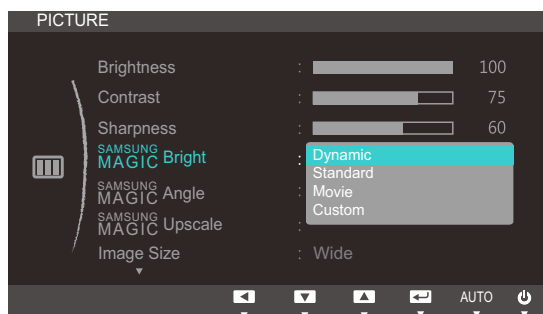 PICTURE
Brightness : 100
Contrast : 75
Sharpness : 60
SAMSUNG MAGIC Bright : Dynamic
Standard
SAMSUNG MAGIC Angle : Movie
Custom
SAMSUNG MAGIC Upscale :
Image Size : Wide
AUTO